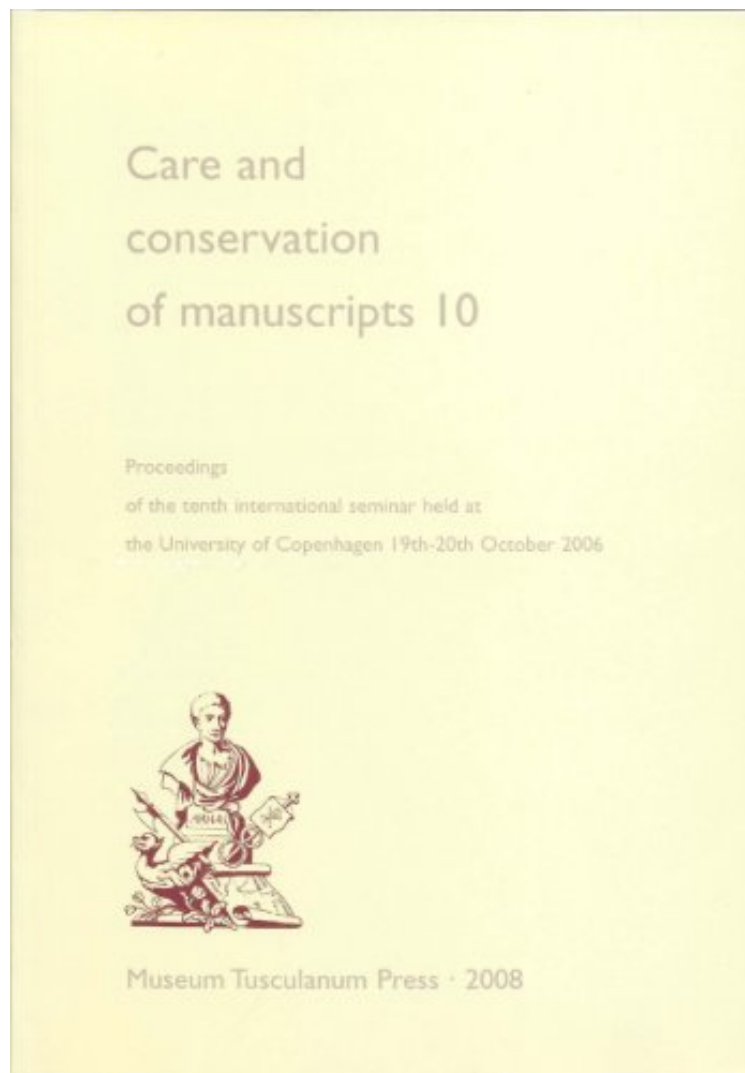 Care and
conservation
of manuscripts 10
Proceedings
of the tenth international seminar held at
the University of Copenhagen 19th-20th October 2006
Museum Tusculanum Press · 2008